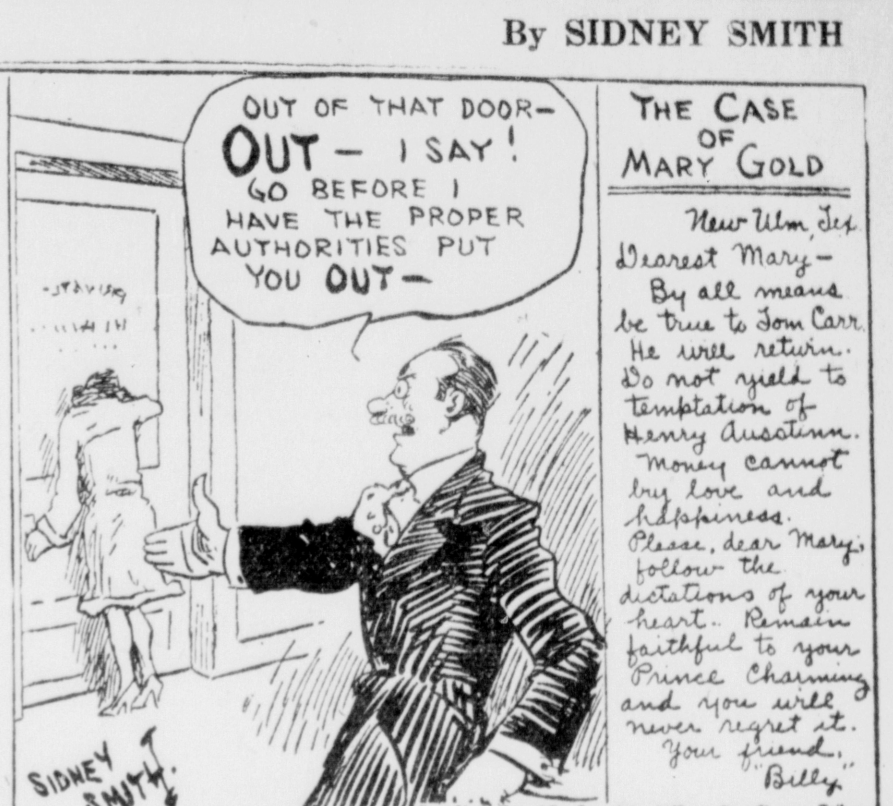 By SIDNEY SMITH
OUT OF THAT DOOR—
OUT — I SAY!
GO BEFORE I
HAVE THE PROPER
AUTHORITIES PUT
YOU OUT —
SIDNEY
SMITH
THE CASE
OF
MARY GOLD
New Ulm, Tex
Dearest Mary—
By all means
be true to Tom Carr.
He will return.
Do not yield to
temptation of
Henry Ausstinn.
Money cannot
buy love and
happiness.
Please, dear Mary,
follow the
dictations of your
heart. Remain
faithful to your
Prince Charming
and you will
never regret it.
Your friend,
"Billy"